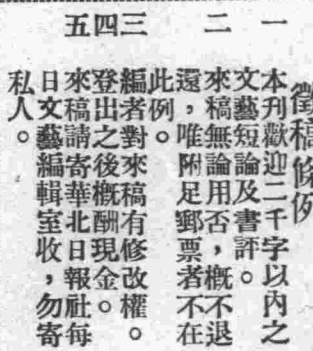 徵稿條例
一 本刊歡迎二千字以內之
文藝短論及書評。
二 來稿無論用否，概不退
還，唯附足郵票者不在
此例。
三 編者對來稿有修改權。
四 登出之後概酬現金。
五 來稿請寄華北日報社每
日文藝編輯室收，勿寄
私人。